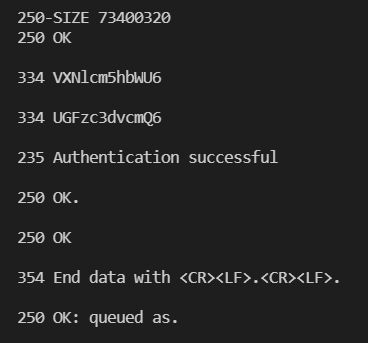 250-SIZE 73400320
250 OK
334 VXNlcm5hbWU6
334 UGFzc3dvcmQ6
235 Authentication successful
250 OK.
250 OK
354 End data with <CR><LF>.<CR><LF>.
250 OK: queued as.